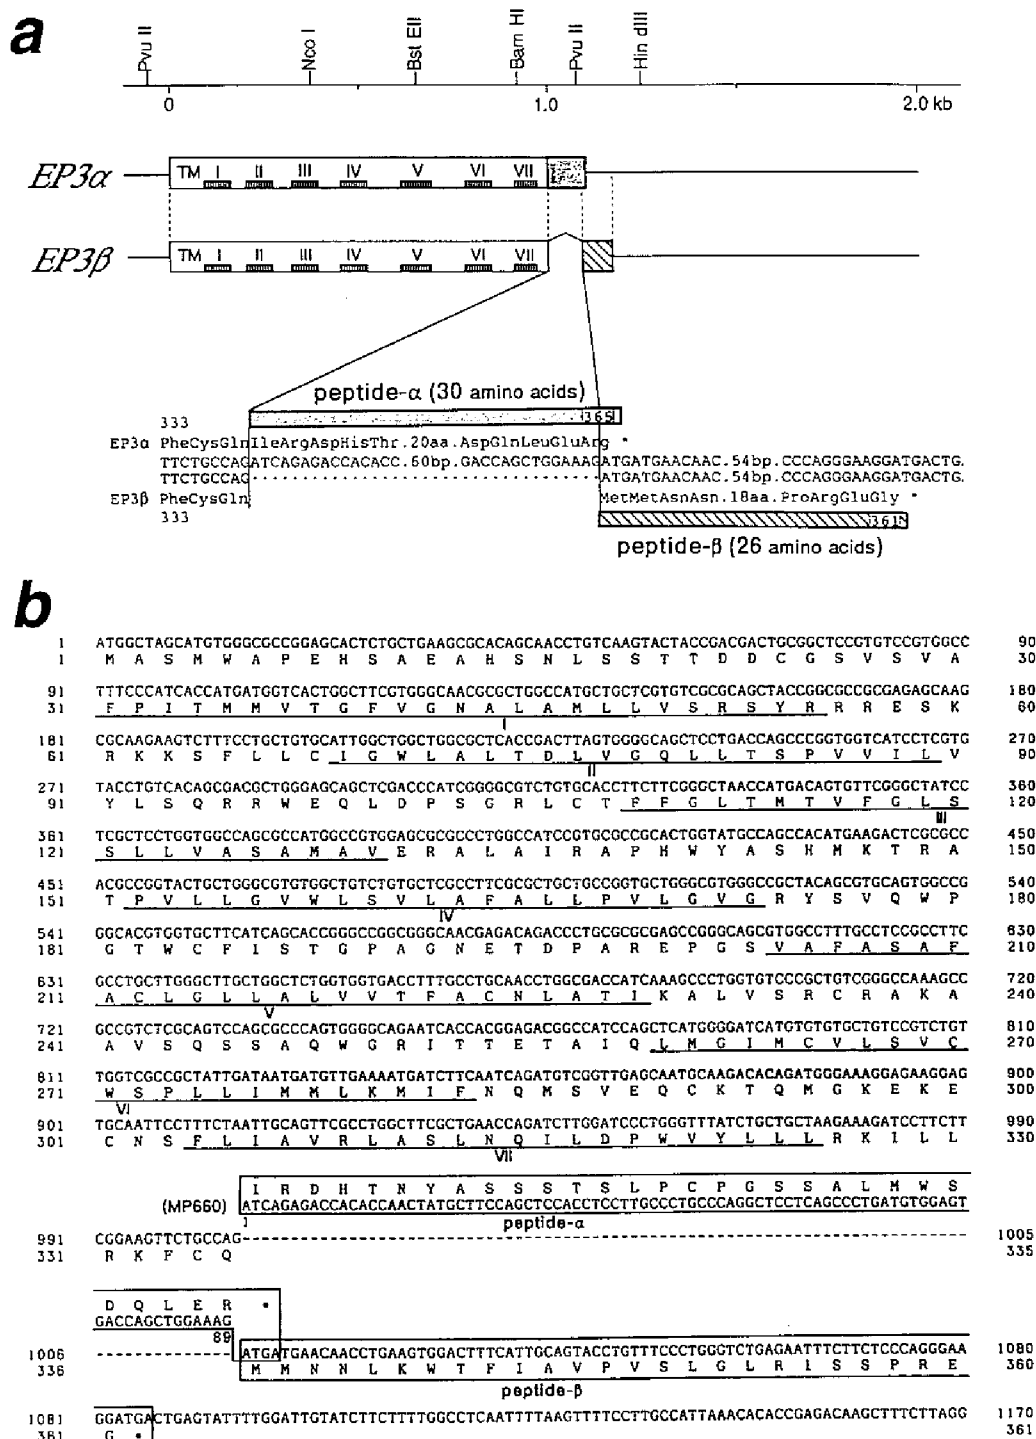 a
Pvu II
Nco I
Bst EII
Bam HI
Pvu II
Hin dIII
0 1.0 2.0 kb
EP3α TM I II III IV V VI VII
EP3β TM I II III IV V VI VII
peptide-α (30 amino acids)
333 365
EP3α PheCysGlnIleArgAspHisThr.20aa.AspGlnLeuGluArg *
TTCTGCCAGATCAGAGACCACACC.60bp.GACCAGCTGGAAAGATGATGAACAAC.54bp.CCCAGGGAAGGATGACTG.
TTCTGCCAG···································ATGATGAACAAC.54bp.CCCAGGGAAGGATGACTG.
EP3β PheCysGln MetMetAsnAsn.18aa.ProArgGluGly *
333 361
peptide-β (26 amino acids)
b
1 ATGGCTAGCATGTGGGCGCCGGAGCACTCTGCTGAAGCGCACAGCAACCTGTCAAGTACTACCGACGACTGCGGCTCCGTGTCCGTGGCC 90
1 M A S M W A P E H S A E A H S N L S S T T D D C G S V S V A 30
91 TTTCCCATCACCATGATGGTCACTGGCTTCGTGGGCAACGCGCTGGCCATGCTGCTCGTGTCGCGCAGCTACCGGCGCCGCGAGAGCAAG 180
31 F P I T M M V T G F V G N A L A M L L V S R S Y R R R E S K 60
I
181 CGCAAGAAGTCTTTCCTGCTGTGCATTGGCTGGCTGGCGCTCACCGACTTAGTGGGGCAGCTCCTGACCAGCCCGGTGGTCATCCTCGTG 270
61 R K K S F L L C I G W L A L T D L V G Q L L T S P V V I L V 90
II
271 TACCTGTCACAGCGACGCTGGGAGCAGCTCGACCCATCGGGGCGTCTGTGCACCTTCTTCGGGCTAACCATGACAGTGTTCGGGCTATCC 360
91 Y L S Q R R W E Q L D P S G R L C T F F G L T M T V F G L S 120
III
361 TCGCTCCTGGTGGCCAGCGCCATGGCCGTGGAGCGCGCCCTGGCCATCCGTGCGCCGCACTGGTATGCCAGCCACATGAAGACTCGCGCC 450
121 S L L V A S A M A V E R A L A I R A P H W Y A S H M K T R A 150
451 ACGCCGGTACTGCTGGGCGTGTGGCTGTCTGTGCTCGCCTTCGCGCTGCTGCCGGTGCTGGGCGTGGGCCGCTACAGCGTGCAGTGGCCG 540
151 T P V L L G V W L S V L A F A L L P V L G V G R Y S V Q W P 180
IV
541 GGCACGTGGTGCTTCATCAGCACCGGGCCGGCGGGCAACGAGACAGACCCTGCGCGCGAGCCGGGCAGCGTGGCCTTTGCCTCCGCCTTC 630
181 G T W C F I S T G P A G N E T D P A R E P G S V A F A S A F 210
631 GCCTGCTTGGGCTTGCTGGCTCTGGTGGTGACCTTTGCCTGCAACCTGGCGACCATCAAAGCCCTGGTGTCCCGCTGTCGGGCCAAAGCC 720
211 A C L G L L A L V V T F A C N L A T I K A L V S R C R A K A 240
V
721 GCCGTCTCGCAGTCCAGCGCCCAGTGGGGCAGAATCACCACGGAGACGGCCATCCAGCTCATGGGGATCATGTGTGTGCTGTCCGTCTGT 810
241 A V S Q S S A Q W G R I T T E T A I Q L M G I M C V L S V C 270
811 TGGTCGCCGCTATTGATAATGATGTTGAAAATGATCTTCAATCAGATGTCGGTTGAGCAATGCAAGACACAGATGGGAAAGGAGAAGGAG 900
271 W S P L L I M M L K M I F N Q M S V E Q C K T Q M G K E K E 300
VI
901 TGCAATTCCTTTCTAATTGCAGTTCGCCTGGCTTCGCTGAACCAGATCTTGGATCCCTGGGTTTATCTGCTGCTAAGAAAGATCCTTCTT 990
301 C N S F L I A V R L A S L N Q I L D P W V Y L L L R K I L L 330
VII
I R D H T N Y A S S S T S L P C P G S S A L M W S
(MP660) ATCAGAGACCACACCAACTATGCTTCCAGCTCCACCTCCTTGCCCTGCCCAGGCTCCTCAGCCCTGATGTGGAGT
1 peptide-α
991 CGGAAGTTCTGCCAG--------------------------------------------------------------------------- 1005
331 R K F C Q 335
D Q L E R *
GACCAGCTGGAAAG
89
1006 --------------ATGATGAACAACCTGAAGTGGACTTTCATTGCAGTACCTGTTTCCCTGGGTCTGAGAATTTCTTCTCCCAGGGAA 1080
336 M M N N L K W T F I A V P V S L G L R I S S P R E 360
peptide-β
1081 GGATGACTGAGTATTTTGGATTGTATCTTCTTTTGGCCTCAATTTTAAGTTTTCCTTGCCATTAAACACACCGAGACAAGCTTTCTTAGG 1170
361 G * 361